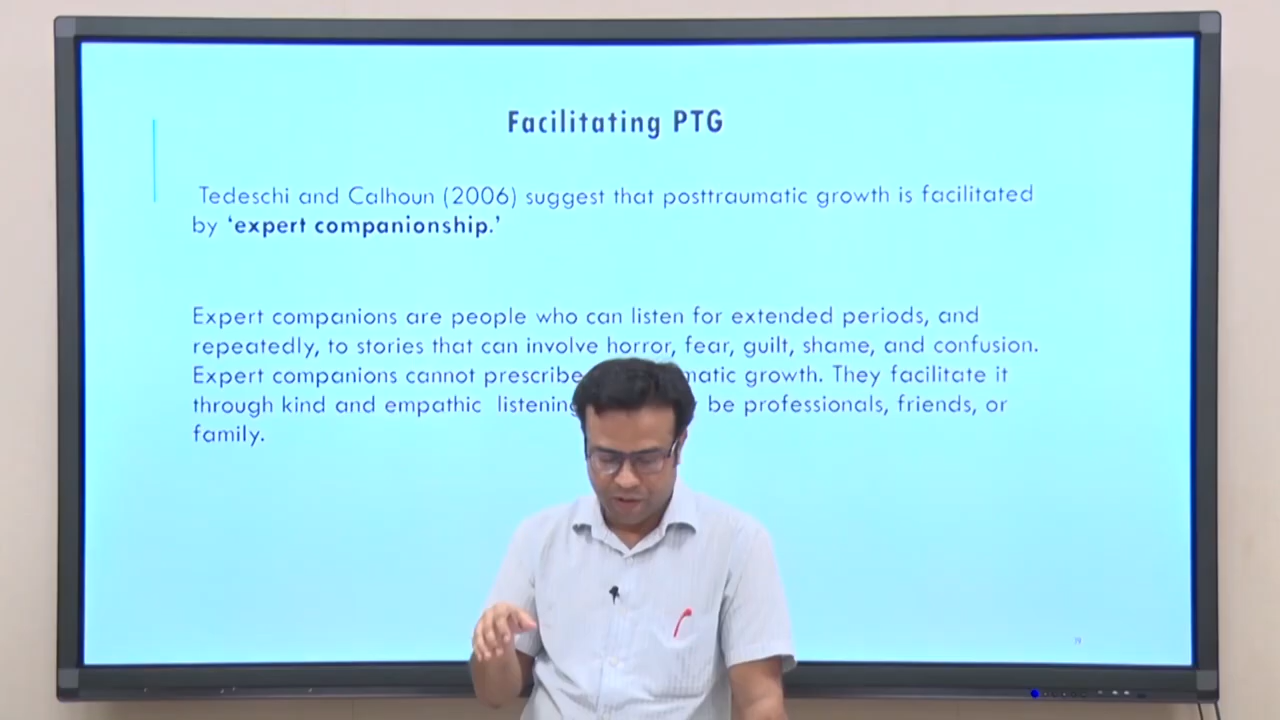 Facilitating PTG
Tedeschi and Calhoun (2006) suggest that posttraumatic growth is facilitated
by ‘expert companionship.’
Expert companions are people who can listen for extended periods, and
repeatedly, to stories that can involve horror, fear, guilt, shame, and confusion.
Expert companions cannot prescribe matic growth. They facilitate it
through kind and empathic listening be professionals, friends, or
family.